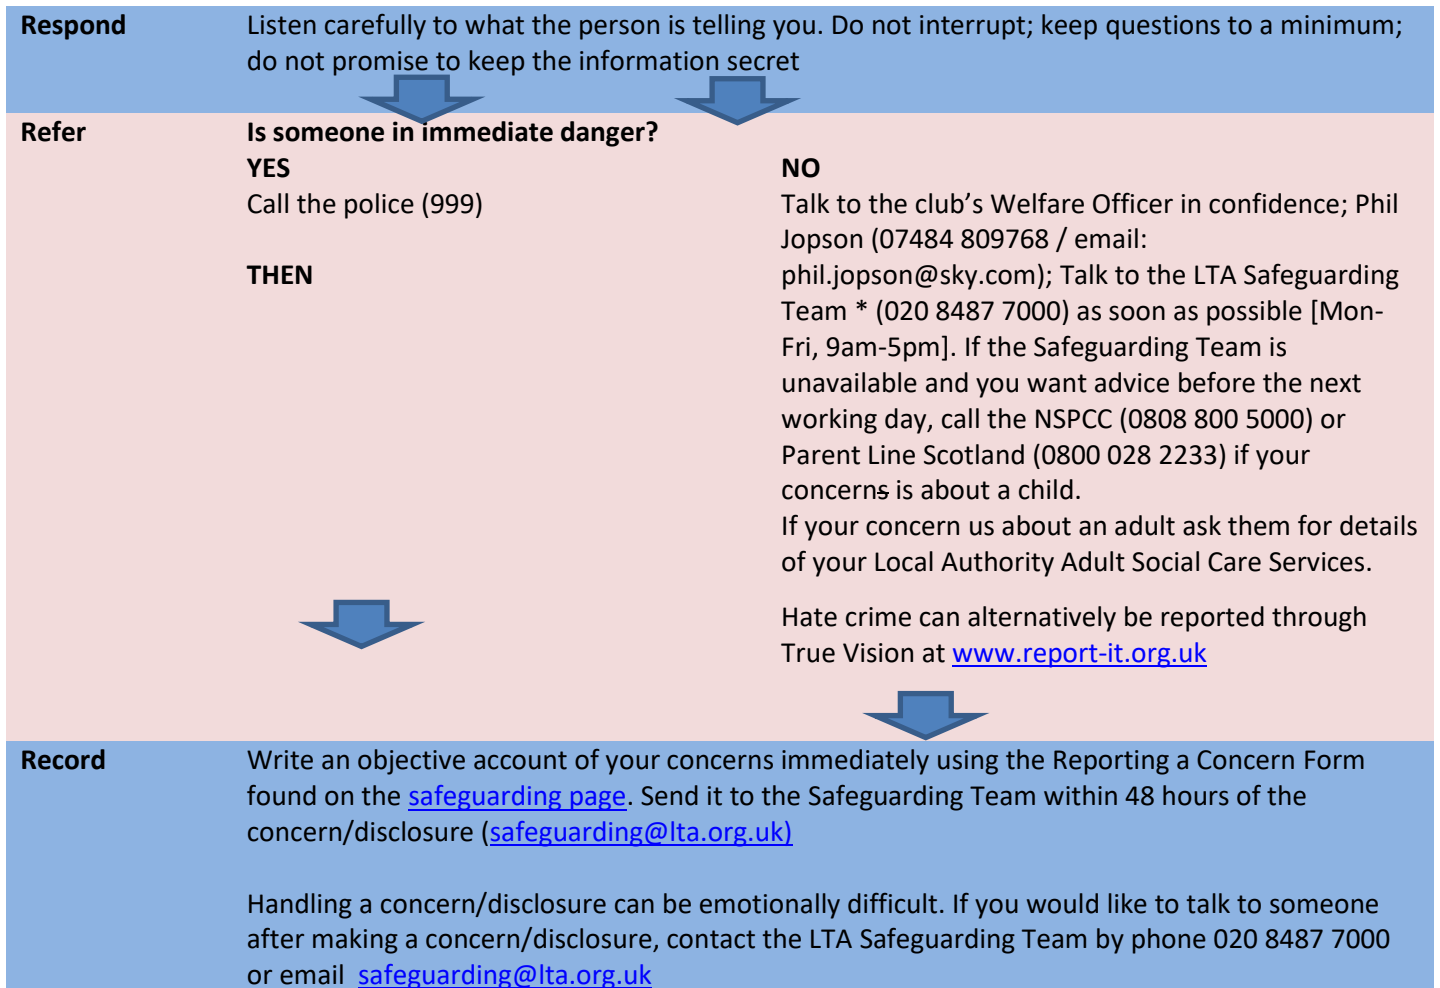 Respond
Listen carefully to what the person is telling you. Do not interrupt; keep questions to a minimum;
do not promise to keep the information secret
Refer
Is someone in immediate danger?
YES
Call the police (999)
THEN
NO
Talk to the club’s Welfare Officer in confidence; Phil
Jopson (07484 809768 / email:
phil.jopson@sky.com); Talk to the LTA Safeguarding
Team * (020 8487 7000) as soon as possible [Mon-
Fri, 9am-5pm]. If the Safeguarding Team is
unavailable and you want advice before the next
working day, call the NSPCC (0808 800 5000) or
Parent Line Scotland (0800 028 2233) if your
concerns is about a child.
If your concern us about an adult ask them for details
of your Local Authority Adult Social Care Services.
Hate crime can alternatively be reported through
True Vision at www.report-it.org.uk
Record
Write an objective account of your concerns immediately using the Reporting a Concern Form
found on the safeguarding page. Send it to the Safeguarding Team within 48 hours of the
concern/disclosure (safeguarding@lta.org.uk)
Handling a concern/disclosure can be emotionally difficult. If you would like to talk to someone
after making a concern/disclosure, contact the LTA Safeguarding Team by phone 020 8487 7000
or email safeguarding@lta.org.uk